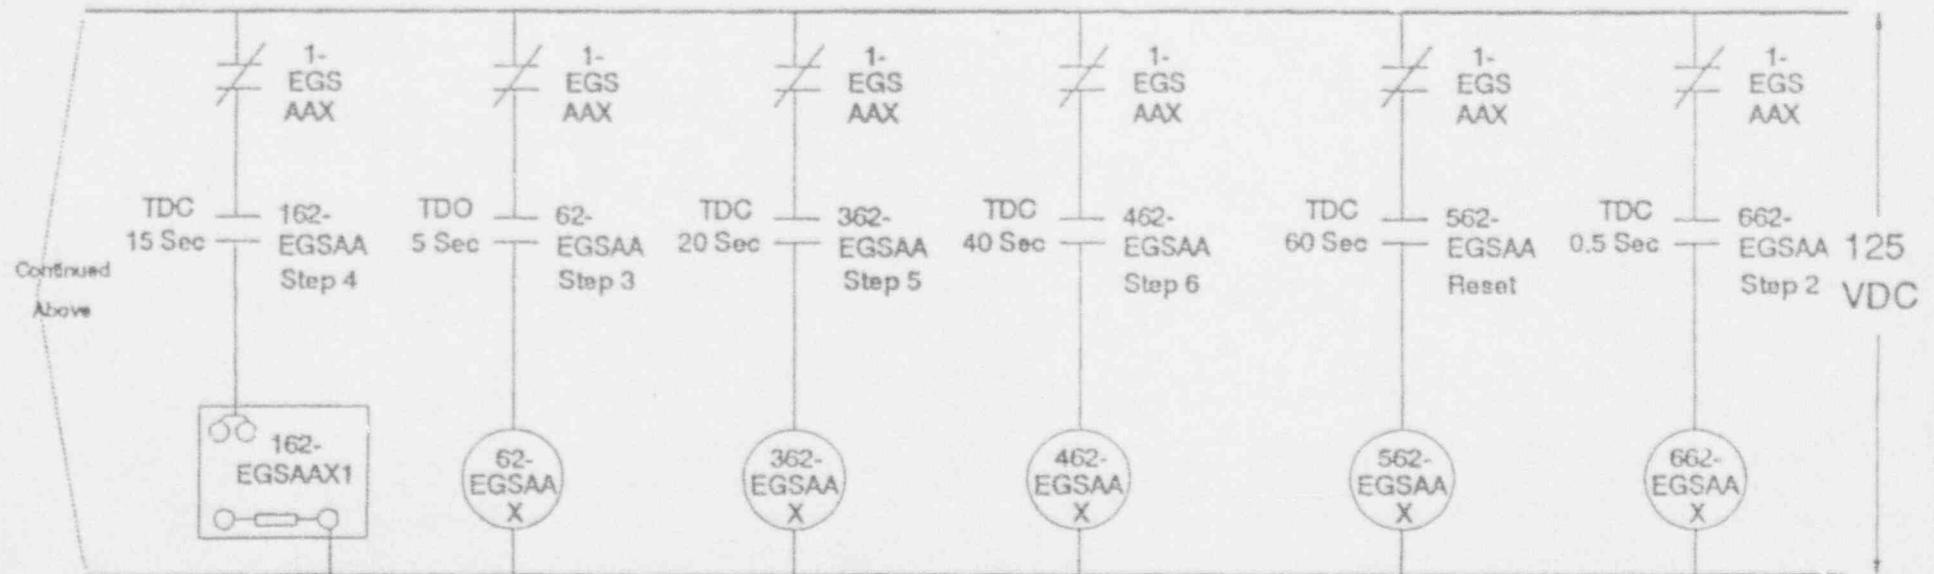 1-
EGS
AAX
1-
EGS
AAX
1-
EGS
AAX
1-
EGS
AAX
1-
EGS
AAX
1-
EGS
AAX
TDC
15 Sec
162-
EGSAA
Step 4
TDO
5 Sec
62-
EGSAA
Step 3
TDC
20 Sec
362-
EGSAA
Step 5
TDC
40 Sec
462-
EGSAA
Step 6
TDC
60 Sec
562-
EGSAA
Reset
TDC
0.5 Sec
662-
EGSAA
Step 2
125
VDC
Continued
Above
162-
EGSAAX1
62-
EGSAA
X
362-
EGSAA
X
462-
EGSAA
X
562-
EGSAA
X
662-
EGSAA
X